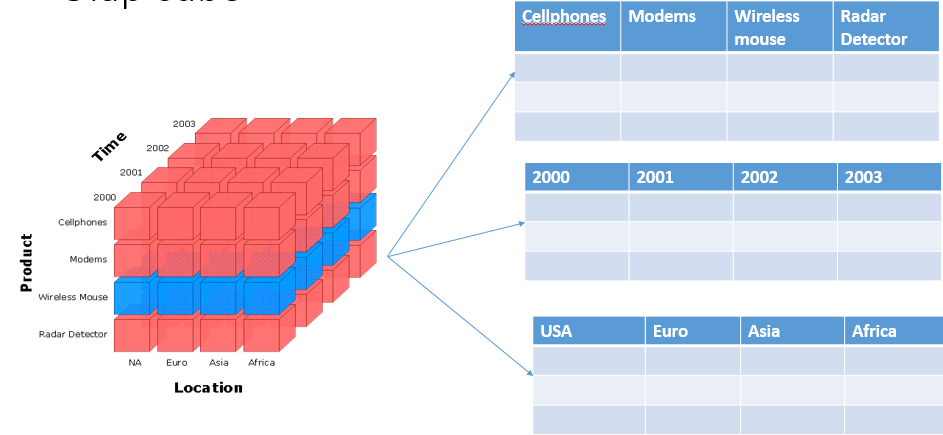 Cellphones Modems Wireless mouse Radar Detector
2003
Time
2002
2001
2000
Cellphones
Modems
Wireless Mouse
Radar Detector
Product
NA Euro Asia Africa
Location
2000 2001 2002 2003
USA Euro Asia Africa